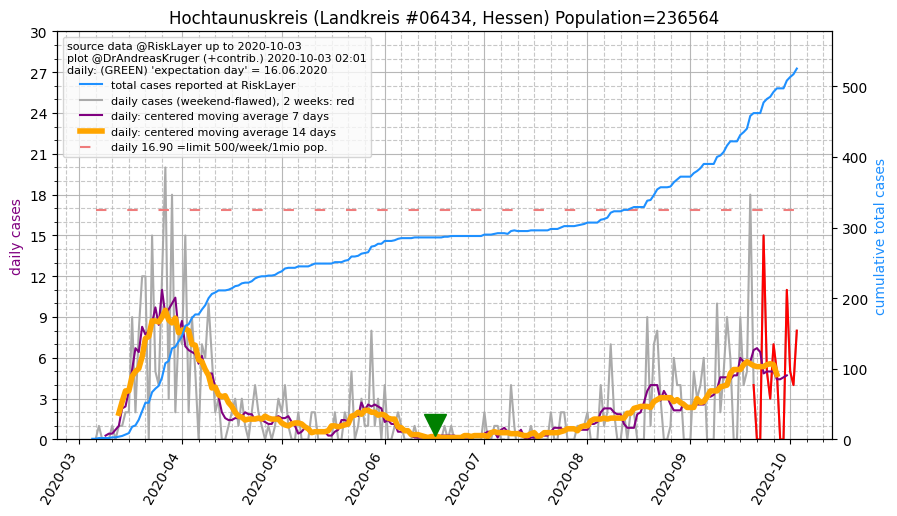 Hochtaunuskreis (Landkreis #06434, Hessen) Population=236564
source data @RiskLayer up to 2020-10-03
plot @DrAndreasKruger (+contrib.) 2020-10-03 02:01
daily: (GREEN) 'expectation day' = 16.06.2020
total cases reported at RiskLayer
daily cases (weekend-flawed), 2 weeks: red
daily: centered moving average 7 days
daily: centered moving average 14 days
daily 16.90 =limit 500/week/1mio pop.
daily cases
30
27
24
21
18
15
12
9
6
3
0
cumulative total cases
500
400
300
200
100
0
2020-03
2020-04
2020-05
2020-06
2020-07
2020-08
2020-09
2020-10